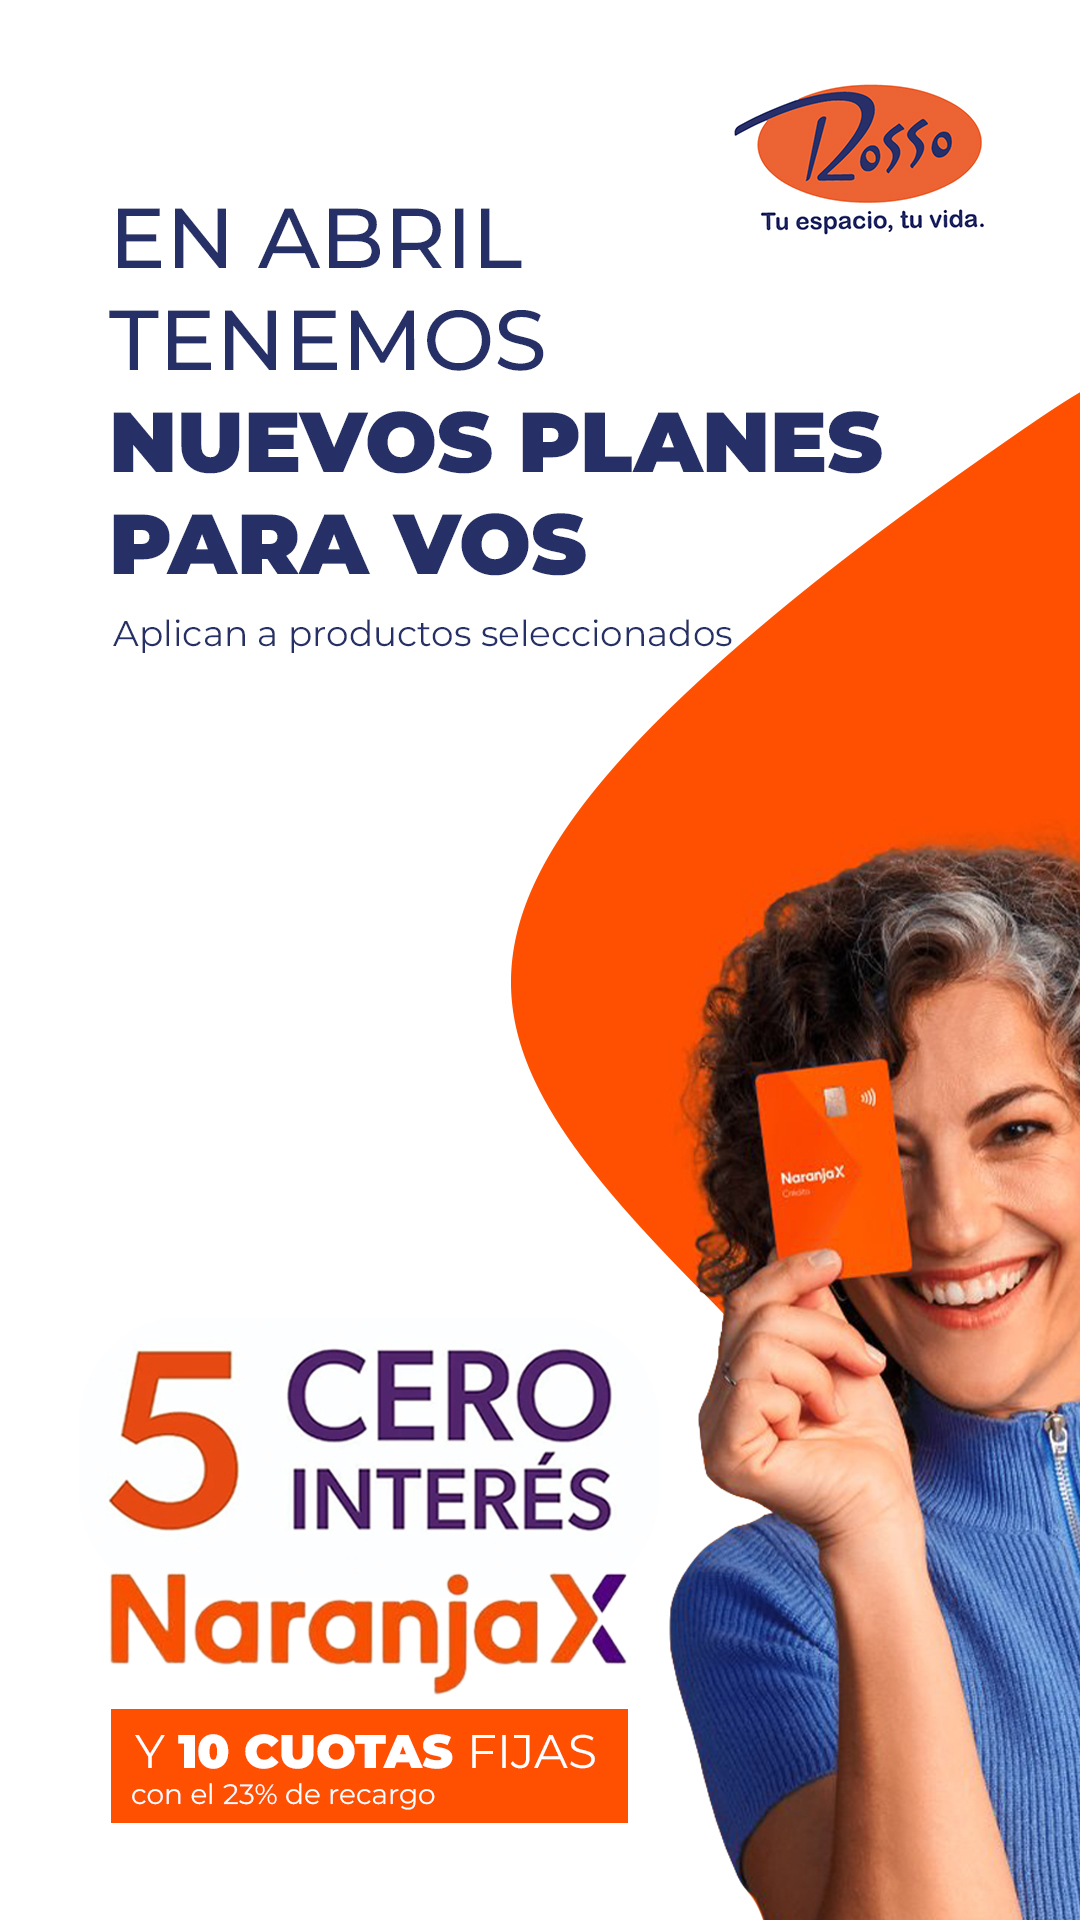 Rosso
Tu espacio, tu vida.
EN ABRIL
TENEMOS
NUEVOS PLANES
PARA VOS
Aplican a productos seleccionados
NaranjaX
Crédito
5 CERO
INTERÉS
NaranjaX
Y 10 CUOTAS FIJAS
con el 23% de recargo